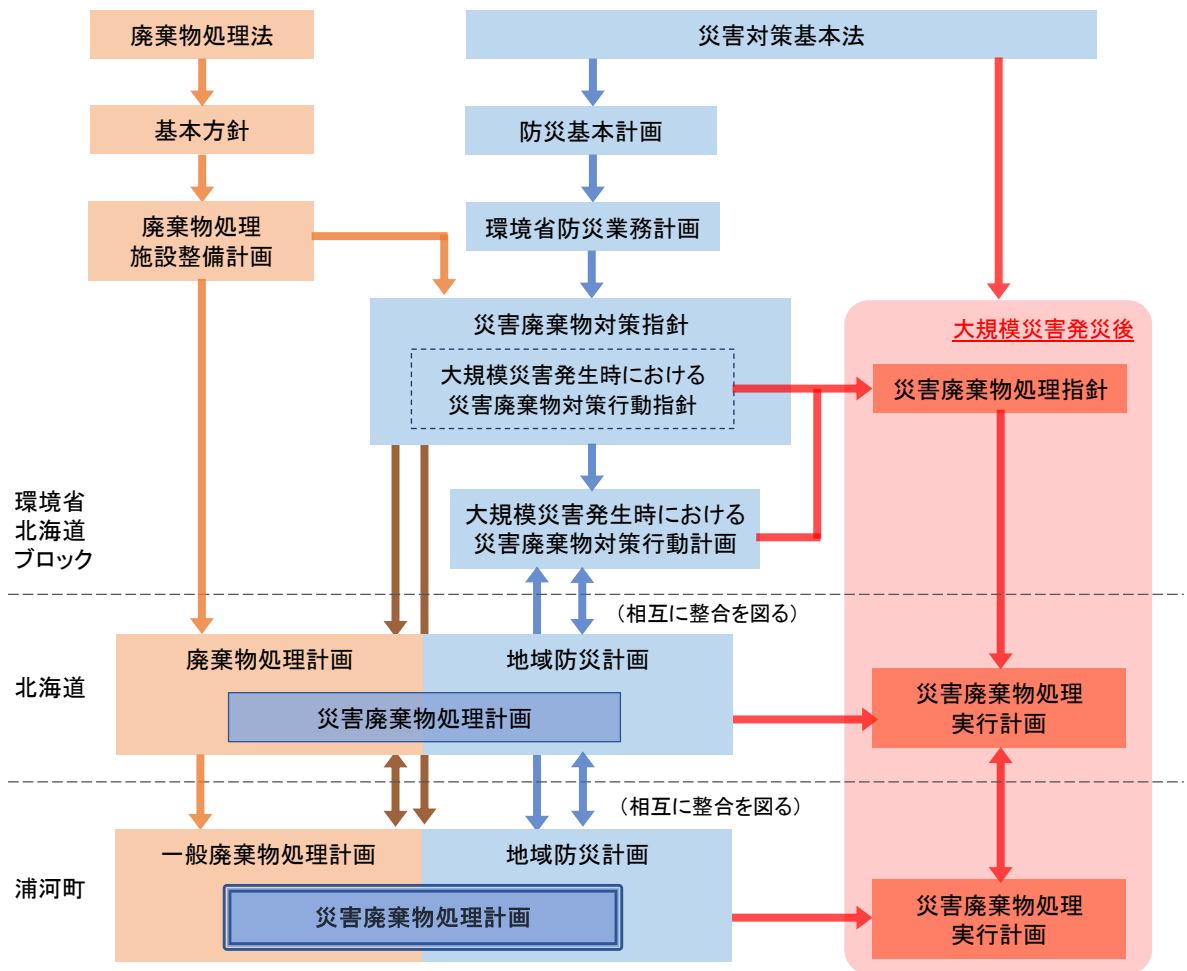 廃棄物処理法
災害対策基本法
基本方針
防災基本計画
廃棄物処理
施設整備計画
環境省防災業務計画
災害廃棄物対策指針
大規模災害発生時における
災害廃棄物対策行動指針
大規模災害発災後
災害廃棄物処理指針
環境省
北海道
ブロック
大規模災害発生時における
災害廃棄物対策行動計画
（相互に整合を図る）
北海道
廃棄物処理計画
地域防災計画
災害廃棄物処理計画
災害廃棄物処理
実行計画
（相互に整合を図る）
浦河町
一般廃棄物処理計画
地域防災計画
災害廃棄物処理計画
災害廃棄物処理
実行計画